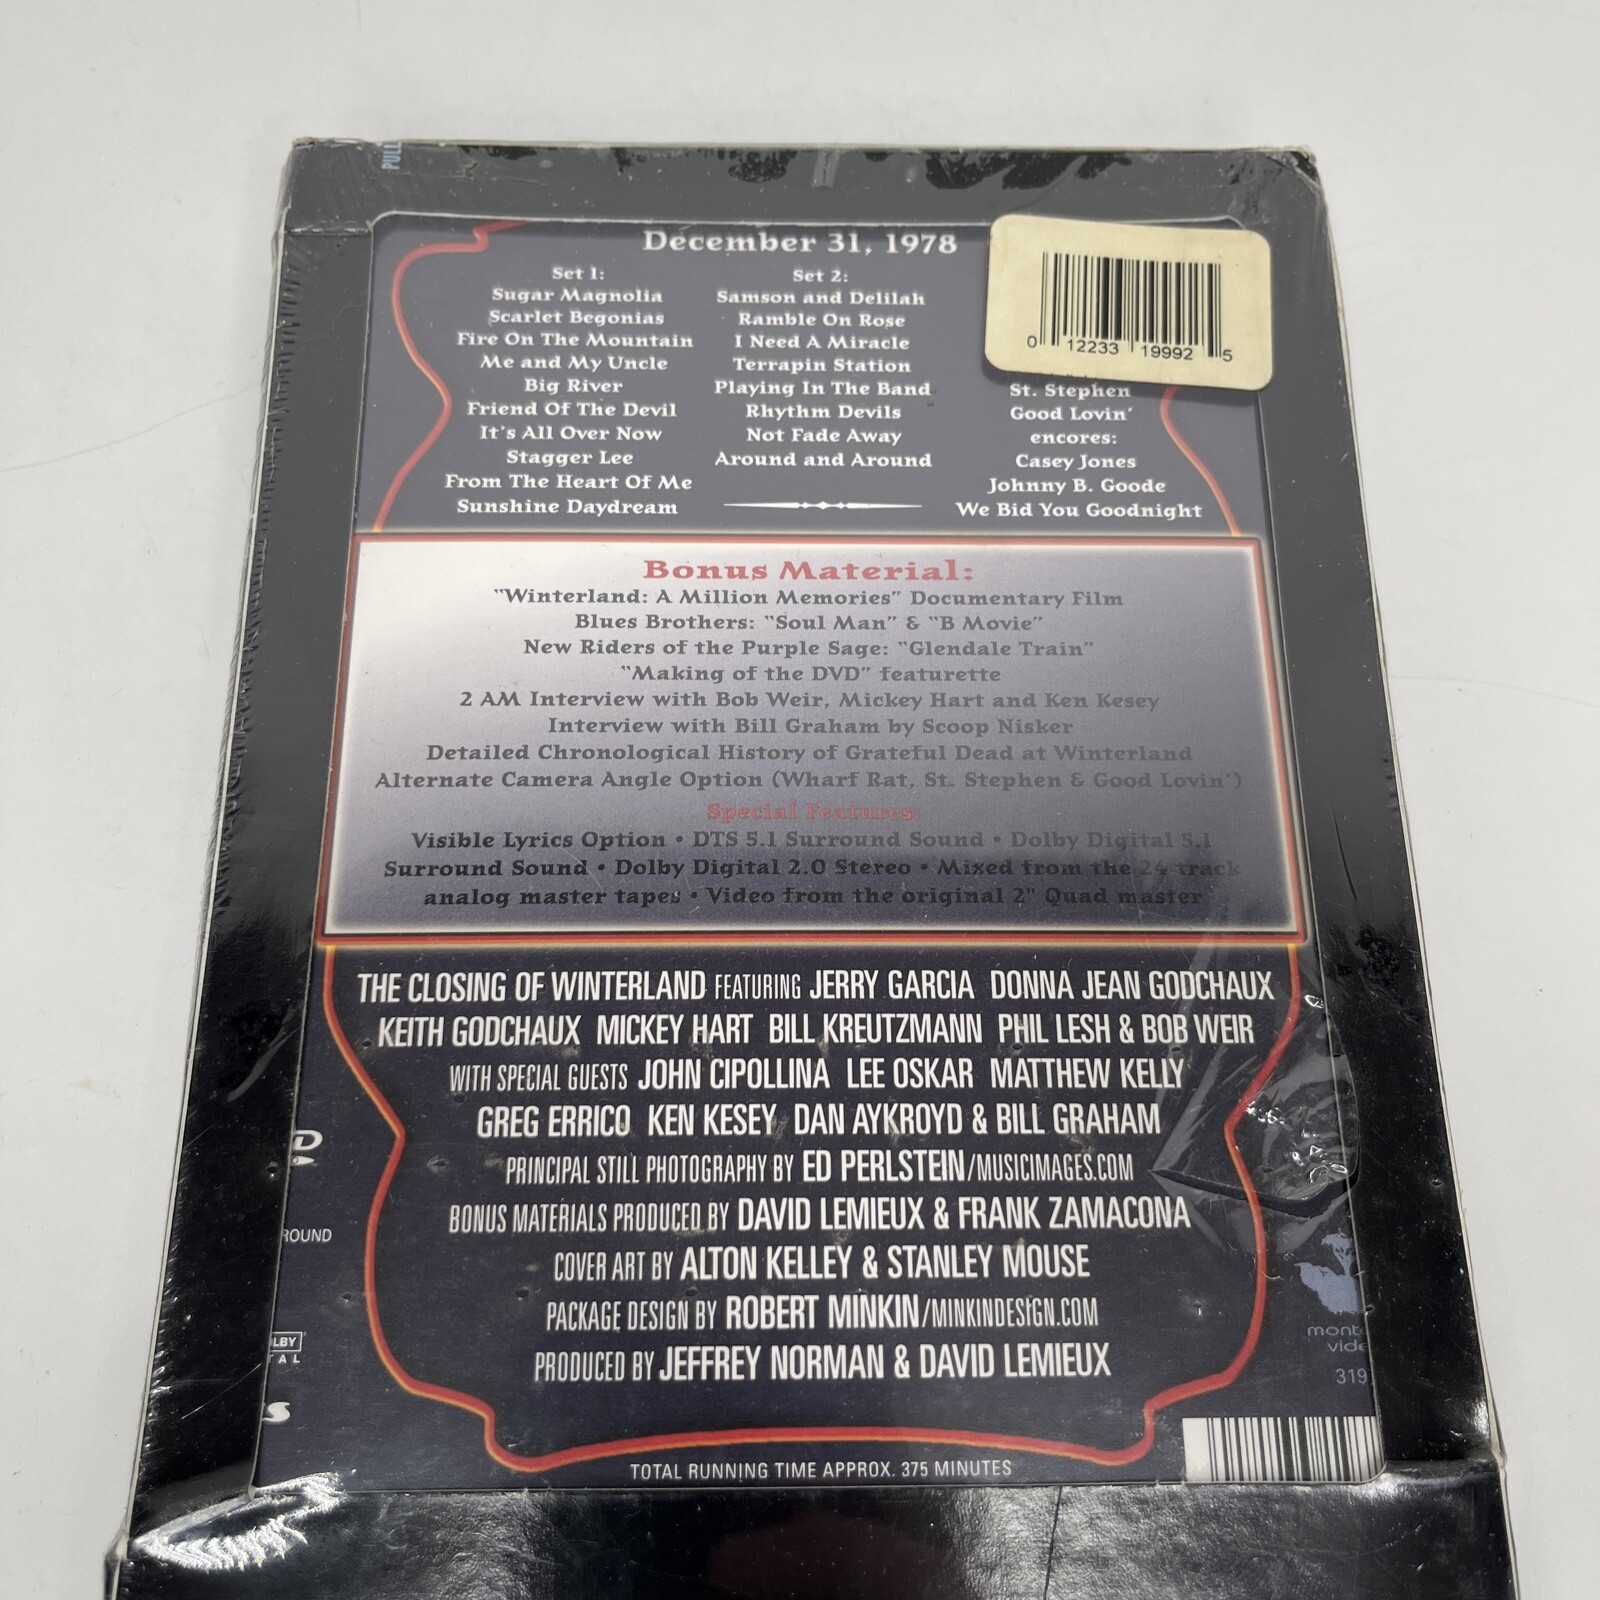 PULL
December 31, 1978
Set 1:
Sugar Magnolia
Scarlet Begonias
Fire On The Mountain
Me and My Uncle
Big River
Friend Of The Devil
It's All Over Now
Stagger Lee
From The Heart Of Me
Sunshine Daydream
Set 2:
Samson and Delilah
Ramble On Rose
I Need A Miracle
Terrapin Station
Playing In The Band
Rhythm Devils
Not Fade Away
Around and Around
0 12233 19992 5
St. Stephen
Good Lovin'
encores:
Casey Jones
Johnny B. Goode
We Bid You Goodnight
Bonus Material:
"Winterland: A Million Memories" Documentary Film
Blues Brothers: "Soul Man" & "B Movie"
New Riders of the Purple Sage: "Glendale Train"
"Making of the DVD" featurette
2 AM Interview with Bob Weir, Mickey Hart and Ken Kesey
Interview with Bill Graham by Scoop Nisker
Detailed Chronological History of Grateful Dead at Winterland
Alternate Camera Angle Option (Wharf Rat, St. Stephen & Good Lovin')
Special Features:
Visible Lyrics Option • DTS 5.1 Surround Sound • Dolby Digital 5.1
Surround Sound • Dolby Digital 2.0 Stereo • Mixed from the 24 track
analog master tapes • Video from the original 2" Quad master
THE CLOSING OF WINTERLAND FEATURING JERRY GARCIA DONNA JEAN GODCHAUX
KEITH GODCHAUX MICKEY HART BILL KREUTZMANN PHIL LESH & BOB WEIR
WITH SPECIAL GUESTS JOHN CIPOLLINA LEE OSKAR MATTHEW KELLY
GREG ERRICO KEN KESEY DAN AYKROYD & BILL GRAHAM
PRINCIPAL STILL PHOTOGRAPHY BY ED PERLSTEIN/MUSICIMAGES.COM
BONUS MATERIALS PRODUCED BY DAVID LEMIEUX & FRANK ZAMACONA
COVER ART BY ALTON KELLEY & STANLEY MOUSE
PACKAGE DESIGN BY ROBERT MINKIN/MINKINDESIGN.COM
PRODUCED BY JEFFREY NORMAN & DAVID LEMIEUX
TOTAL RUNNING TIME APPROX. 375 MINUTES
D
ROUND
LBY
TAL
S
monte
vide
319